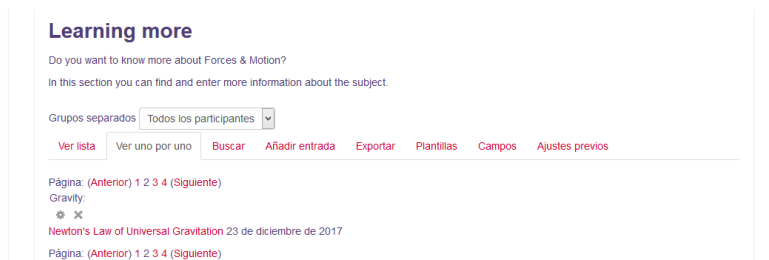 Learning more
Do you want to know more about Forces & Motion?
In this section you can find and enter more information about the subject.
Grupos separados Todos los participantes
Ver lista Ver uno por uno Buscar Añadir entrada Exportar Plantillas Campos Ajustes previos
Página: (Anterior) 1 2 3 4 (Siguiente)
Gravity:
Newton's Law of Universal Gravitation 23 de diciembre de 2017
Página: (Anterior) 1 2 3 4 (Siguiente)